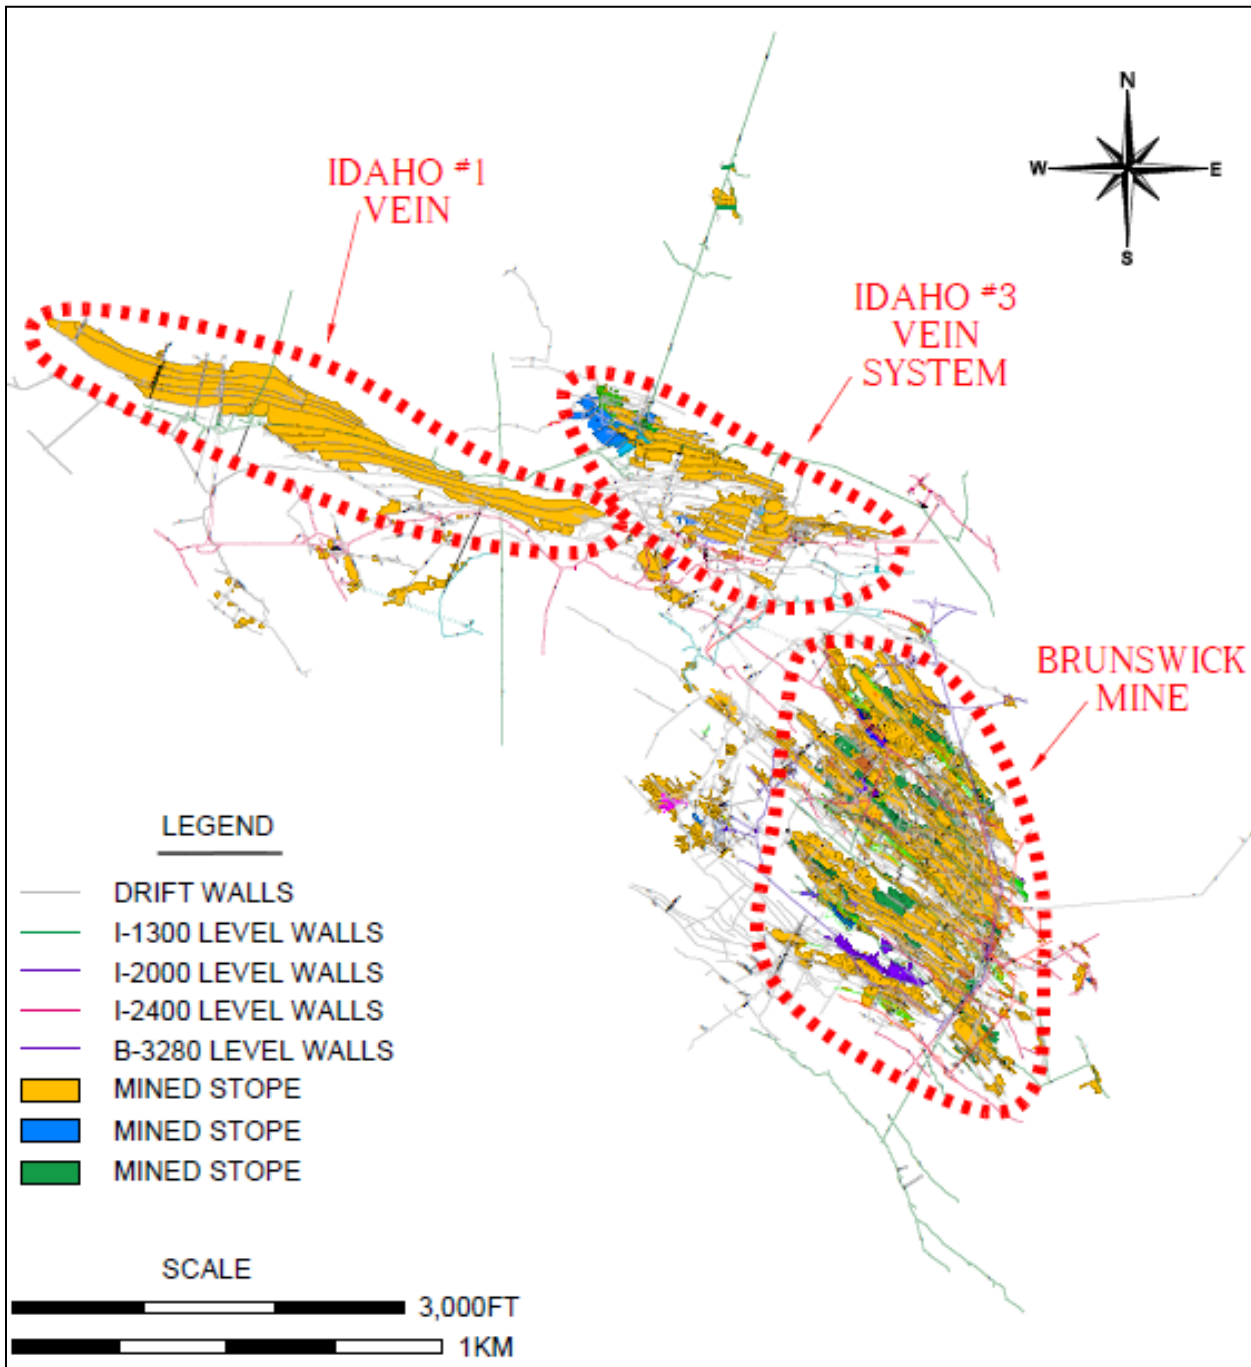 N
W
E
S
IDAHO #1
VEIN
IDAHO #3
VEIN
SYSTEM
BRUNSWICK
MINE
LEGEND
DRIFT WALLS
I-1300 LEVEL WALLS
I-2000 LEVEL WALLS
I-2400 LEVEL WALLS
B-3280 LEVEL WALLS
MINED STOPE
MINED STOPE
MINED STOPE
SCALE
3,000FT
1KM